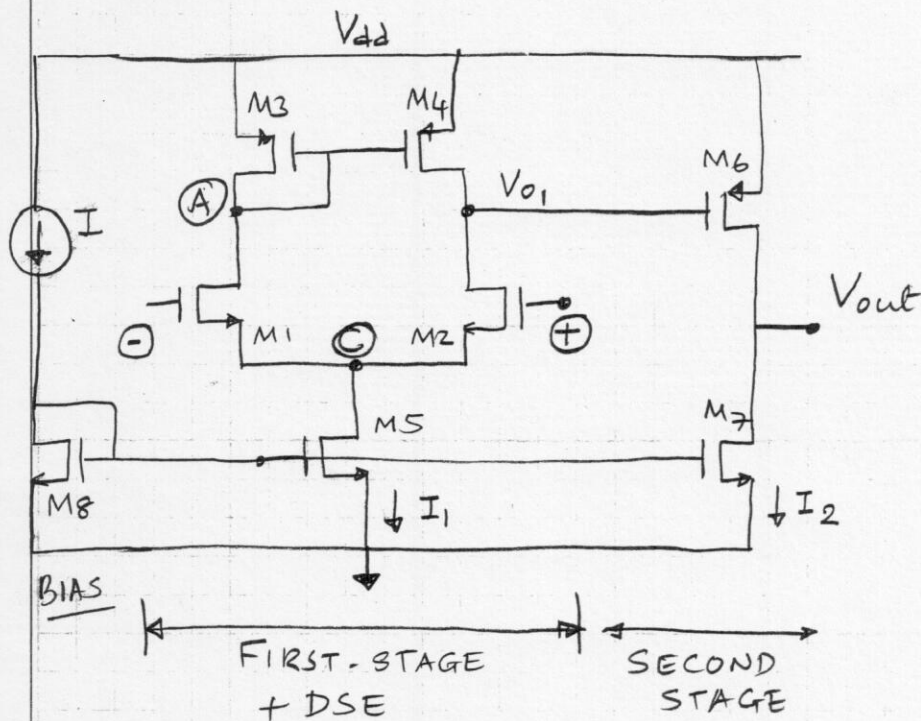 Vdd
M3
M4
M6
A
Vo1
I
Vout
-
M1
C
M2
+
M5
M7
M8
I1
I2
BIAS
FIRST-STAGE
+ DSE
SECOND
STAGE